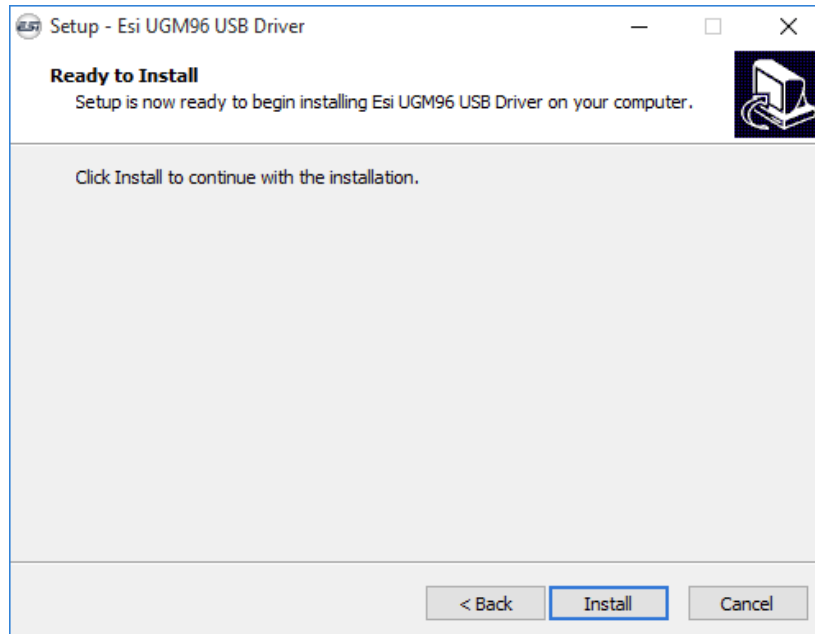 ESI Setup - Esi UGM96 USB Driver
Ready to Install
Setup is now ready to begin installing Esi UGM96 USB Driver on your computer.
Click Install to continue with the installation.
< Back Install Cancel